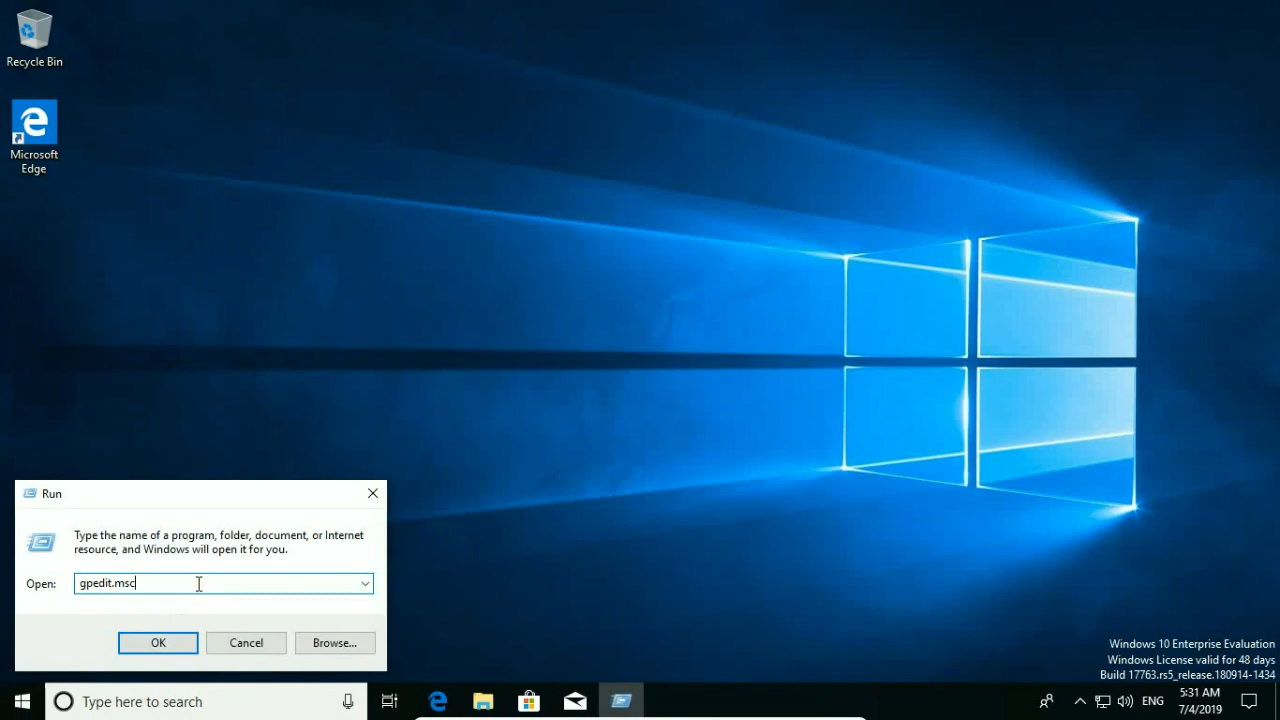 Recycle Bin
Microsoft
Edge
Run
Type the name of a program, folder, document, or Internet
resource, and Windows will open it for you.
Open:
gpedit.msc
OK
Cancel
Browse...
Windows 10 Enterprise Evaluation
Windows License valid for 48 days
Build 17763.rs5_release.180914-1434
Type here to search
ENG
5:31 AM
7/4/2019